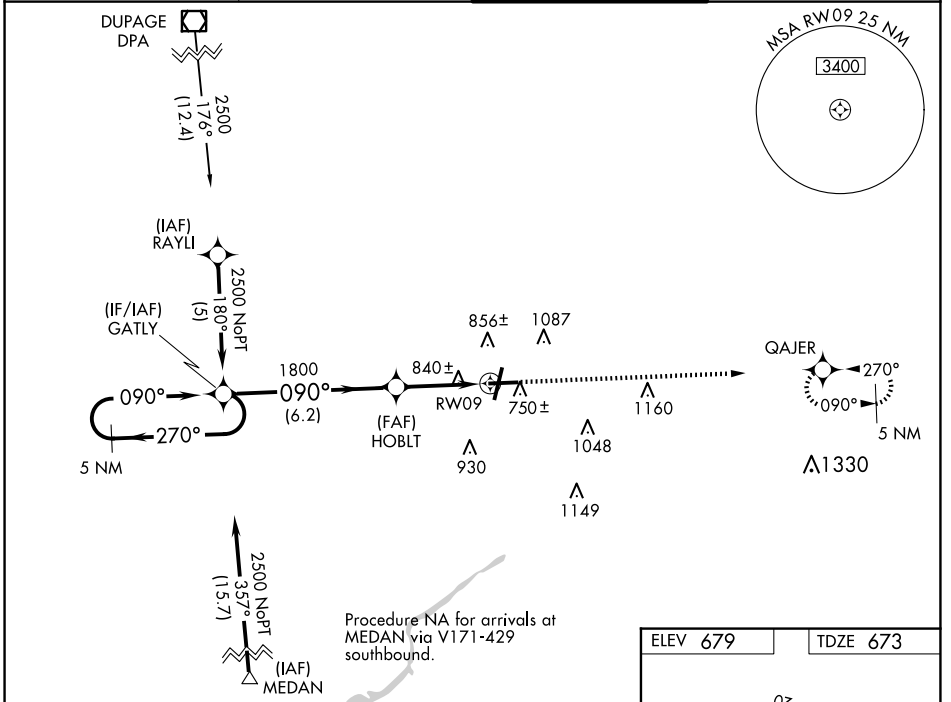 DUPAGE
DPA
MSA RW09 25 NM
3400
2500
176°
(12.4)
(IAF)
RAYLI
2500 NoPT
180°
(5)
(IF/IAF)
GATLY
856±
1087
QAJER
1800
090°
(6.2)
840±
RW09
750±
1160
270°
090°
5 NM
090°
270°
5 NM
(FAF)
HOBLT
930
1048
1149
1330
2500 NoPT
357°
(15.7)
(IAF)
MEDAN
Procedure NA for arrivals at
MEDAN via V171-429
southbound.
ELEV 679
TDZE 673